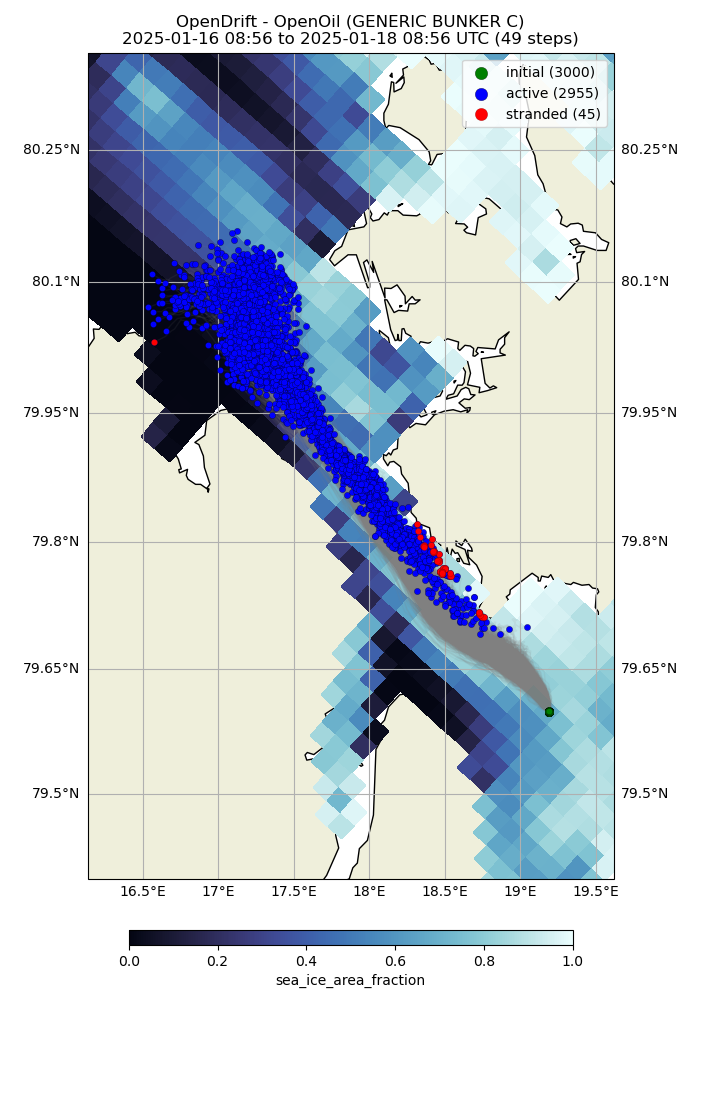 OpenDrift - OpenOil (GENERIC BUNKER C)
2025-01-16 08:56 to 2025-01-18 08:56 UTC (49 steps)
initial (3000)
active (2955)
stranded (45)
80.25°N 80.25°N
80.1°N 80.1°N
79.95°N 79.95°N
79.8°N 79.8°N
79.65°N 79.65°N
79.5°N 79.5°N
16.5°E 17°E 17.5°E 18°E 18.5°E 19°E 19.5°E
0.0 0.2 0.4 0.6 0.8 1.0
sea_ice_area_fraction